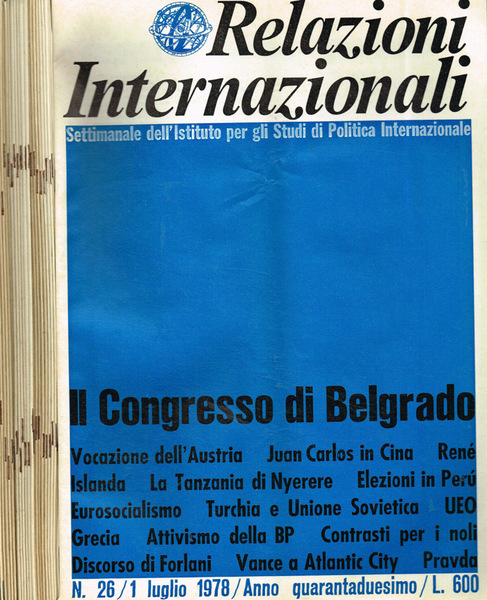 Relazioni
Internazionali
Settimanale dell'Istituto per gli Studi di Politica Internazionale
Il Congresso di Belgrado
Vocazione dell'Austria Juan Carlos in Cina René
Islanda La Tanzania di Nyerere Elezioni in Perú
Eurosocialismo Turchia e Unione Sovietica UEO
Grecia Attivismo della BP Contrasti per i noli
Discorso di Forlani Vance a Atlantic City Pravda
N. 26/1 luglio 1978/Anno quarantaduesimo/L. 600